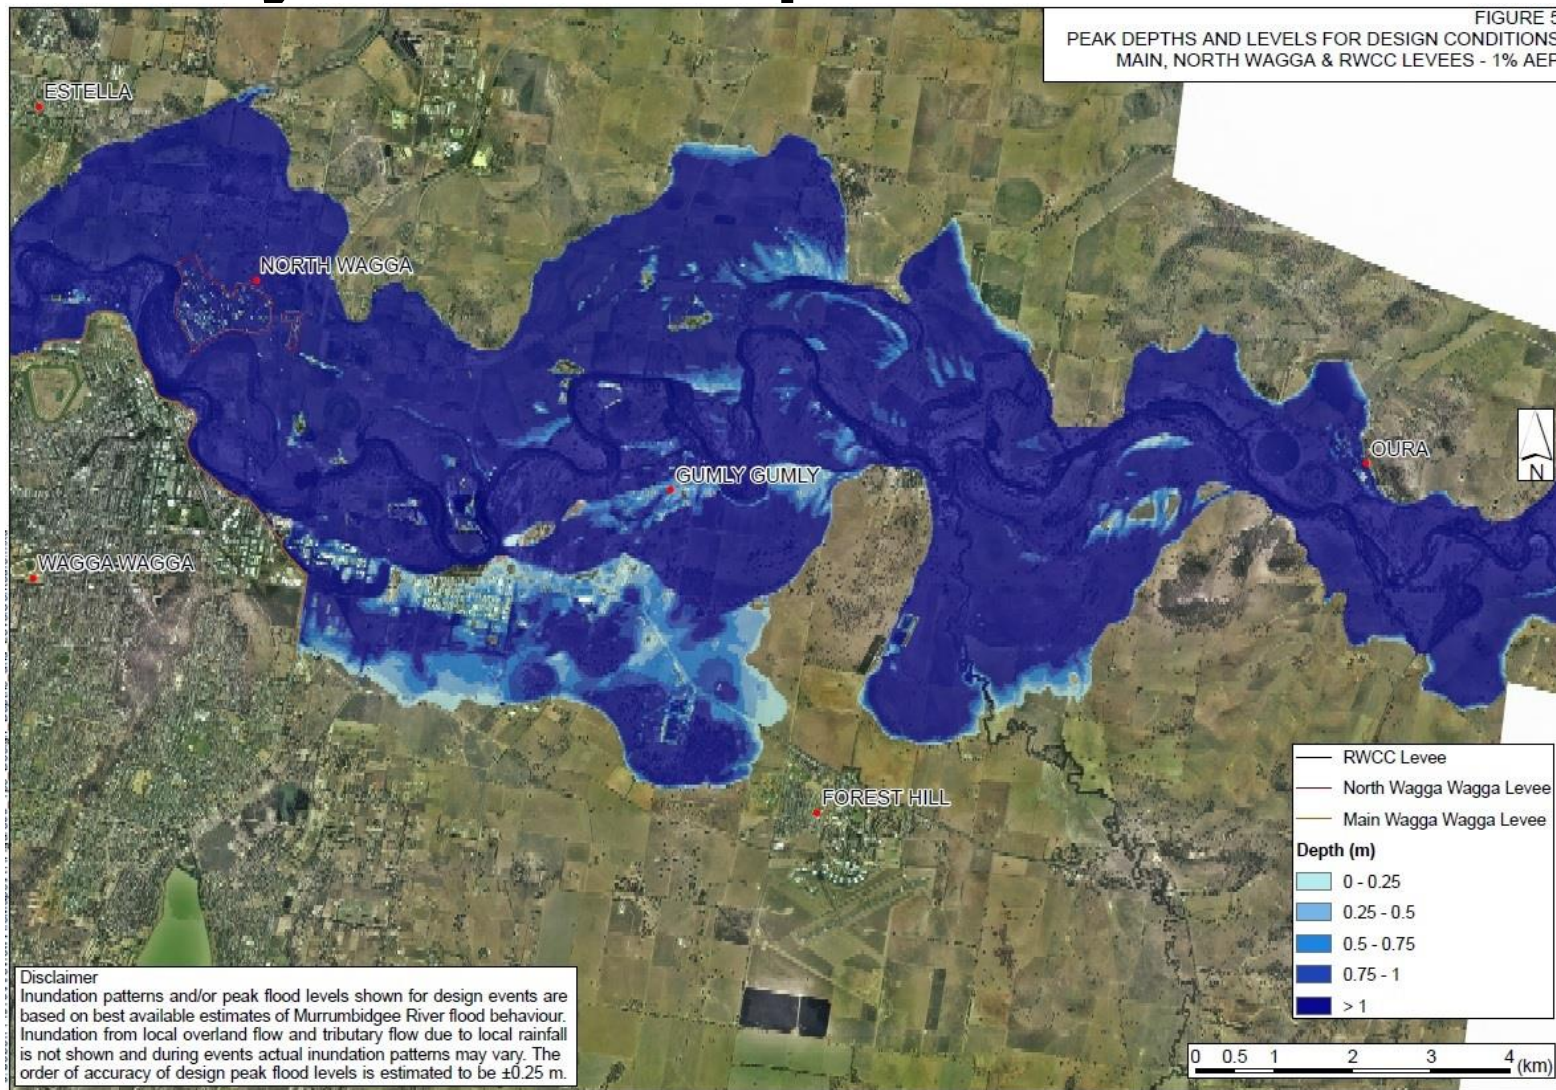 FIGURE 5
PEAK DEPTHS AND LEVELS FOR DESIGN CONDITIONS
MAIN, NORTH WAGGA & RWCC LEVEES - 1% AEP
ESTELLA
NORTH WAGGA
OURA
N
GUMLY GUMLY
WAGGA WAGGA
FOREST HILL
RWCC Levee
North Wagga Wagga Levee
Main Wagga Wagga Levee
Depth (m)
0 - 0.25
0.25 - 0.5
0.5 - 0.75
0.75 - 1
> 1
Disclaimer
Inundation patterns and/or peak flood levels shown for design events are
based on best available estimates of Murrumbidgee River flood behaviour.
Inundation from local overland flow and tributary flow due to local rainfall
is not shown and during events actual inundation patterns may vary. The
order of accuracy of design peak flood levels is estimated to be ±0.25 m.
0 0.5 1 2 3 4 (km)